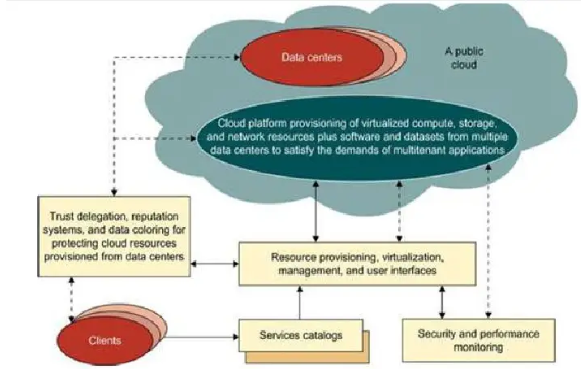 Data centers
A public
cloud
Cloud platform provisioning of virtualized compute, storage,
and network resources plus software and datasets from multiple
data centers to satisfy the demands of multitenant applications
Trust delegation, reputation
systems, and data coloring for
protecting cloud resources
provisioned from data centers
Resource provisioning, virtualization,
management, and user interfaces
Clients
Services catalogs
Security and performance
monitoring